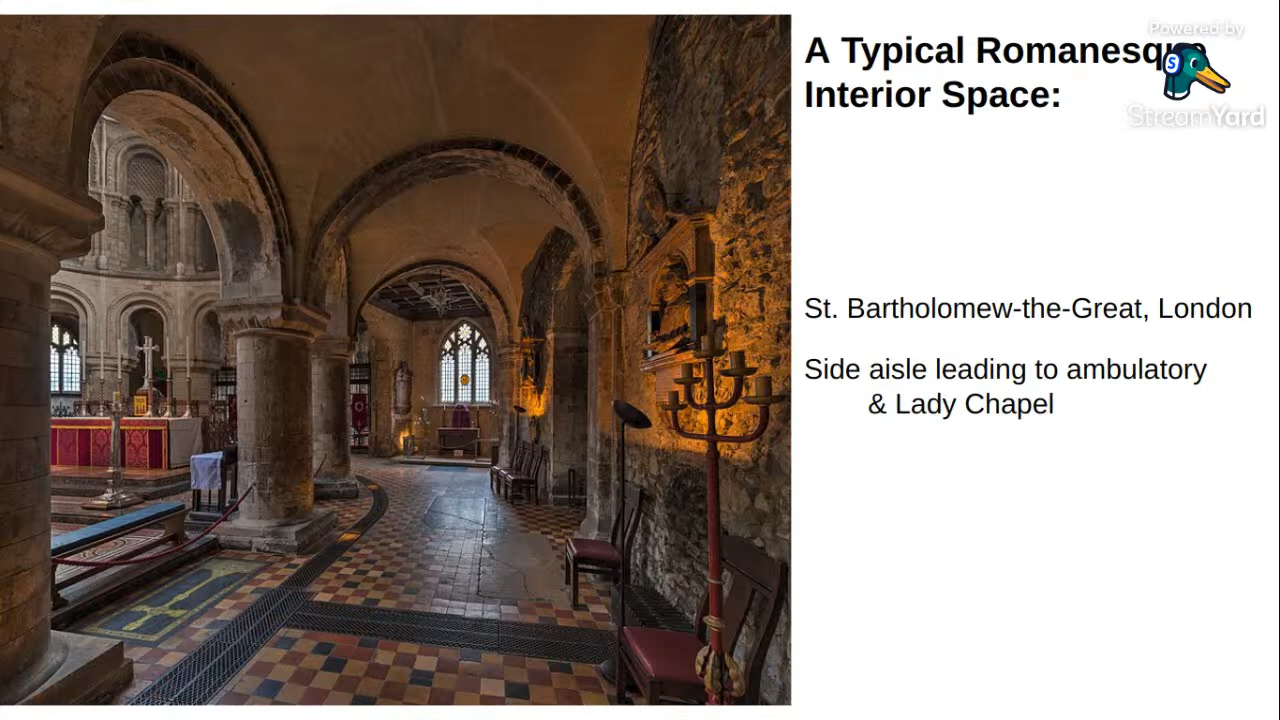 A Typical Romanesque
Interior Space:
Powered by
S
StreamYard
St. Bartholomew-the-Great, London
Side aisle leading to ambulatory
& Lady Chapel